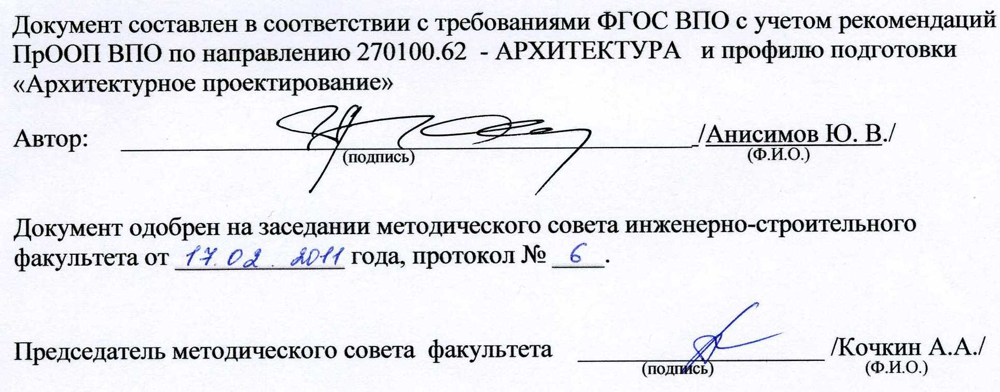 Документ составлен в соответствии с требованиями ФГОС ВПО с учетом рекомендаций
ПрООП ВПО по направлению 270100.62 - АРХИТЕКТУРА и профилю подготовки
«Архитектурное проектирование»
Автор: /Анисимов Ю. В./
(подпись) (Ф.И.О.)
Документ одобрен на заседании методического совета инженерно-строительного
факультета от 17.02.2011 года, протокол № 6.
Председатель методического совета факультета /Кочкин А.А./
(подпись) (Ф.И.О.)